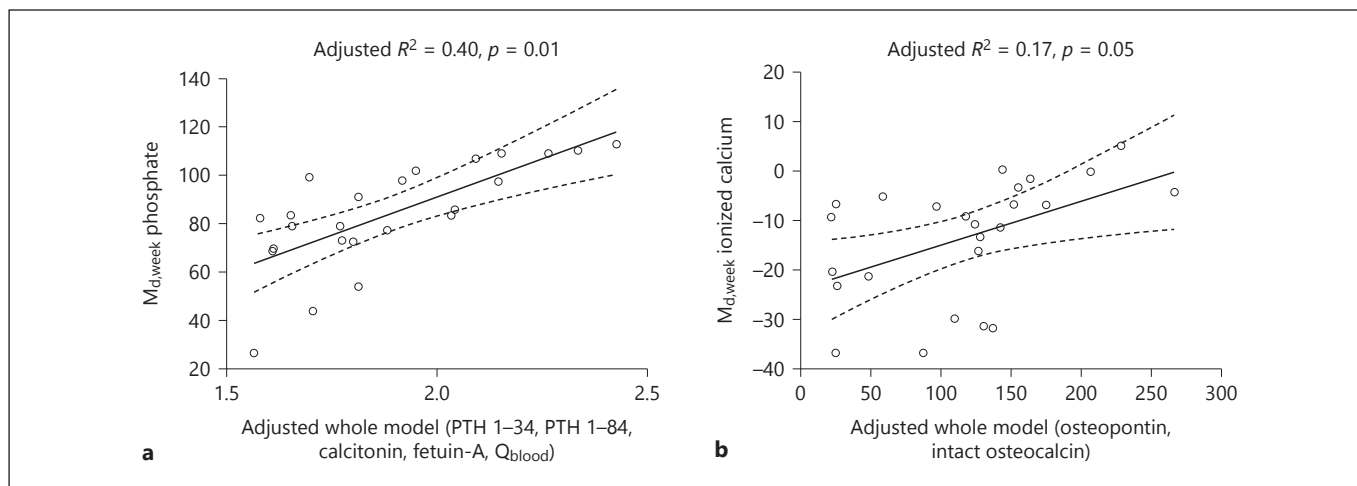 Adjusted R² = 0.40, p = 0.01
140
120
100
80
60
40
20
M_d,week phosphate
1.5
2.0
2.5
Adjusted whole model (PTH 1–34, PTH 1–84,
calcitonin, fetuin-A, Q_blood)
a
Adjusted R² = 0.17, p = 0.05
20
10
0
–10
–20
–30
–40
M_d,week ionized calcium
0
50
100
150
200
250
300
Adjusted whole model (osteopontin,
intact osteocalcin)
b